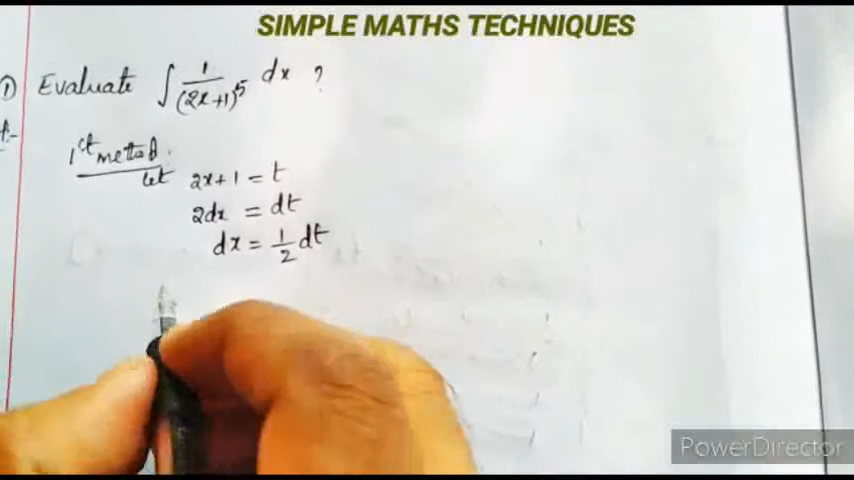 SIMPLE MATHS TECHNIQUES
1) Evaluate ∫ 1/(2x+1)^5 dx ?
1st method
let 2x+1 = t
2dx = dt
dx = 1/2 dt
PowerDirector